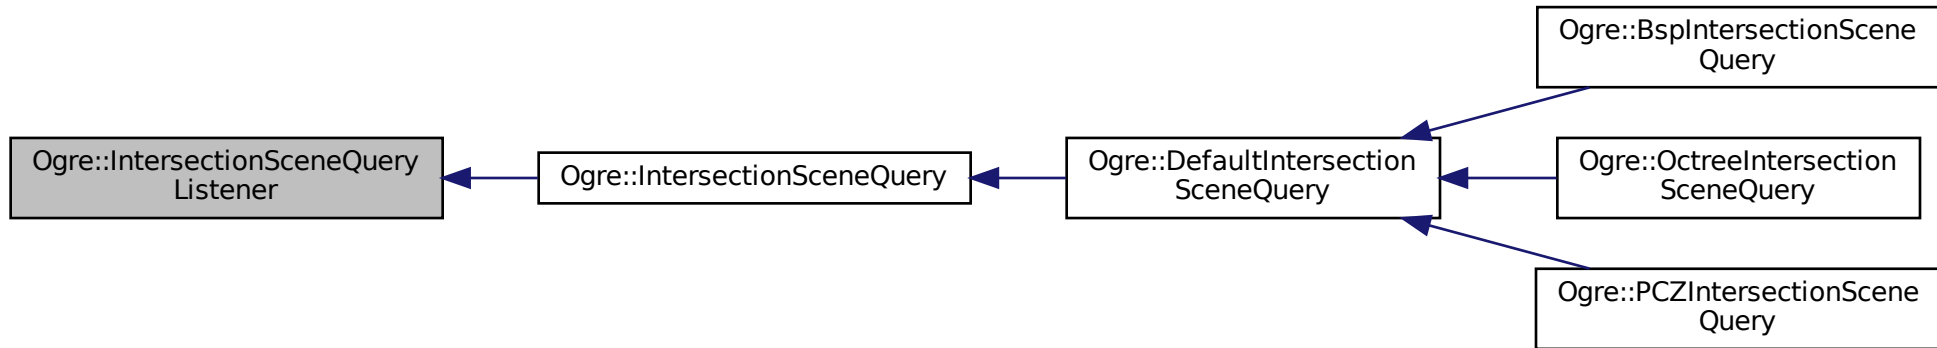 Ogre::IntersectionSceneQuery
Listener
Ogre::IntersectionSceneQuery
Ogre::DefaultIntersection
SceneQuery
Ogre::BspIntersectionScene
Query
Ogre::OctreeIntersection
SceneQuery
Ogre::PCZIntersectionScene
Query